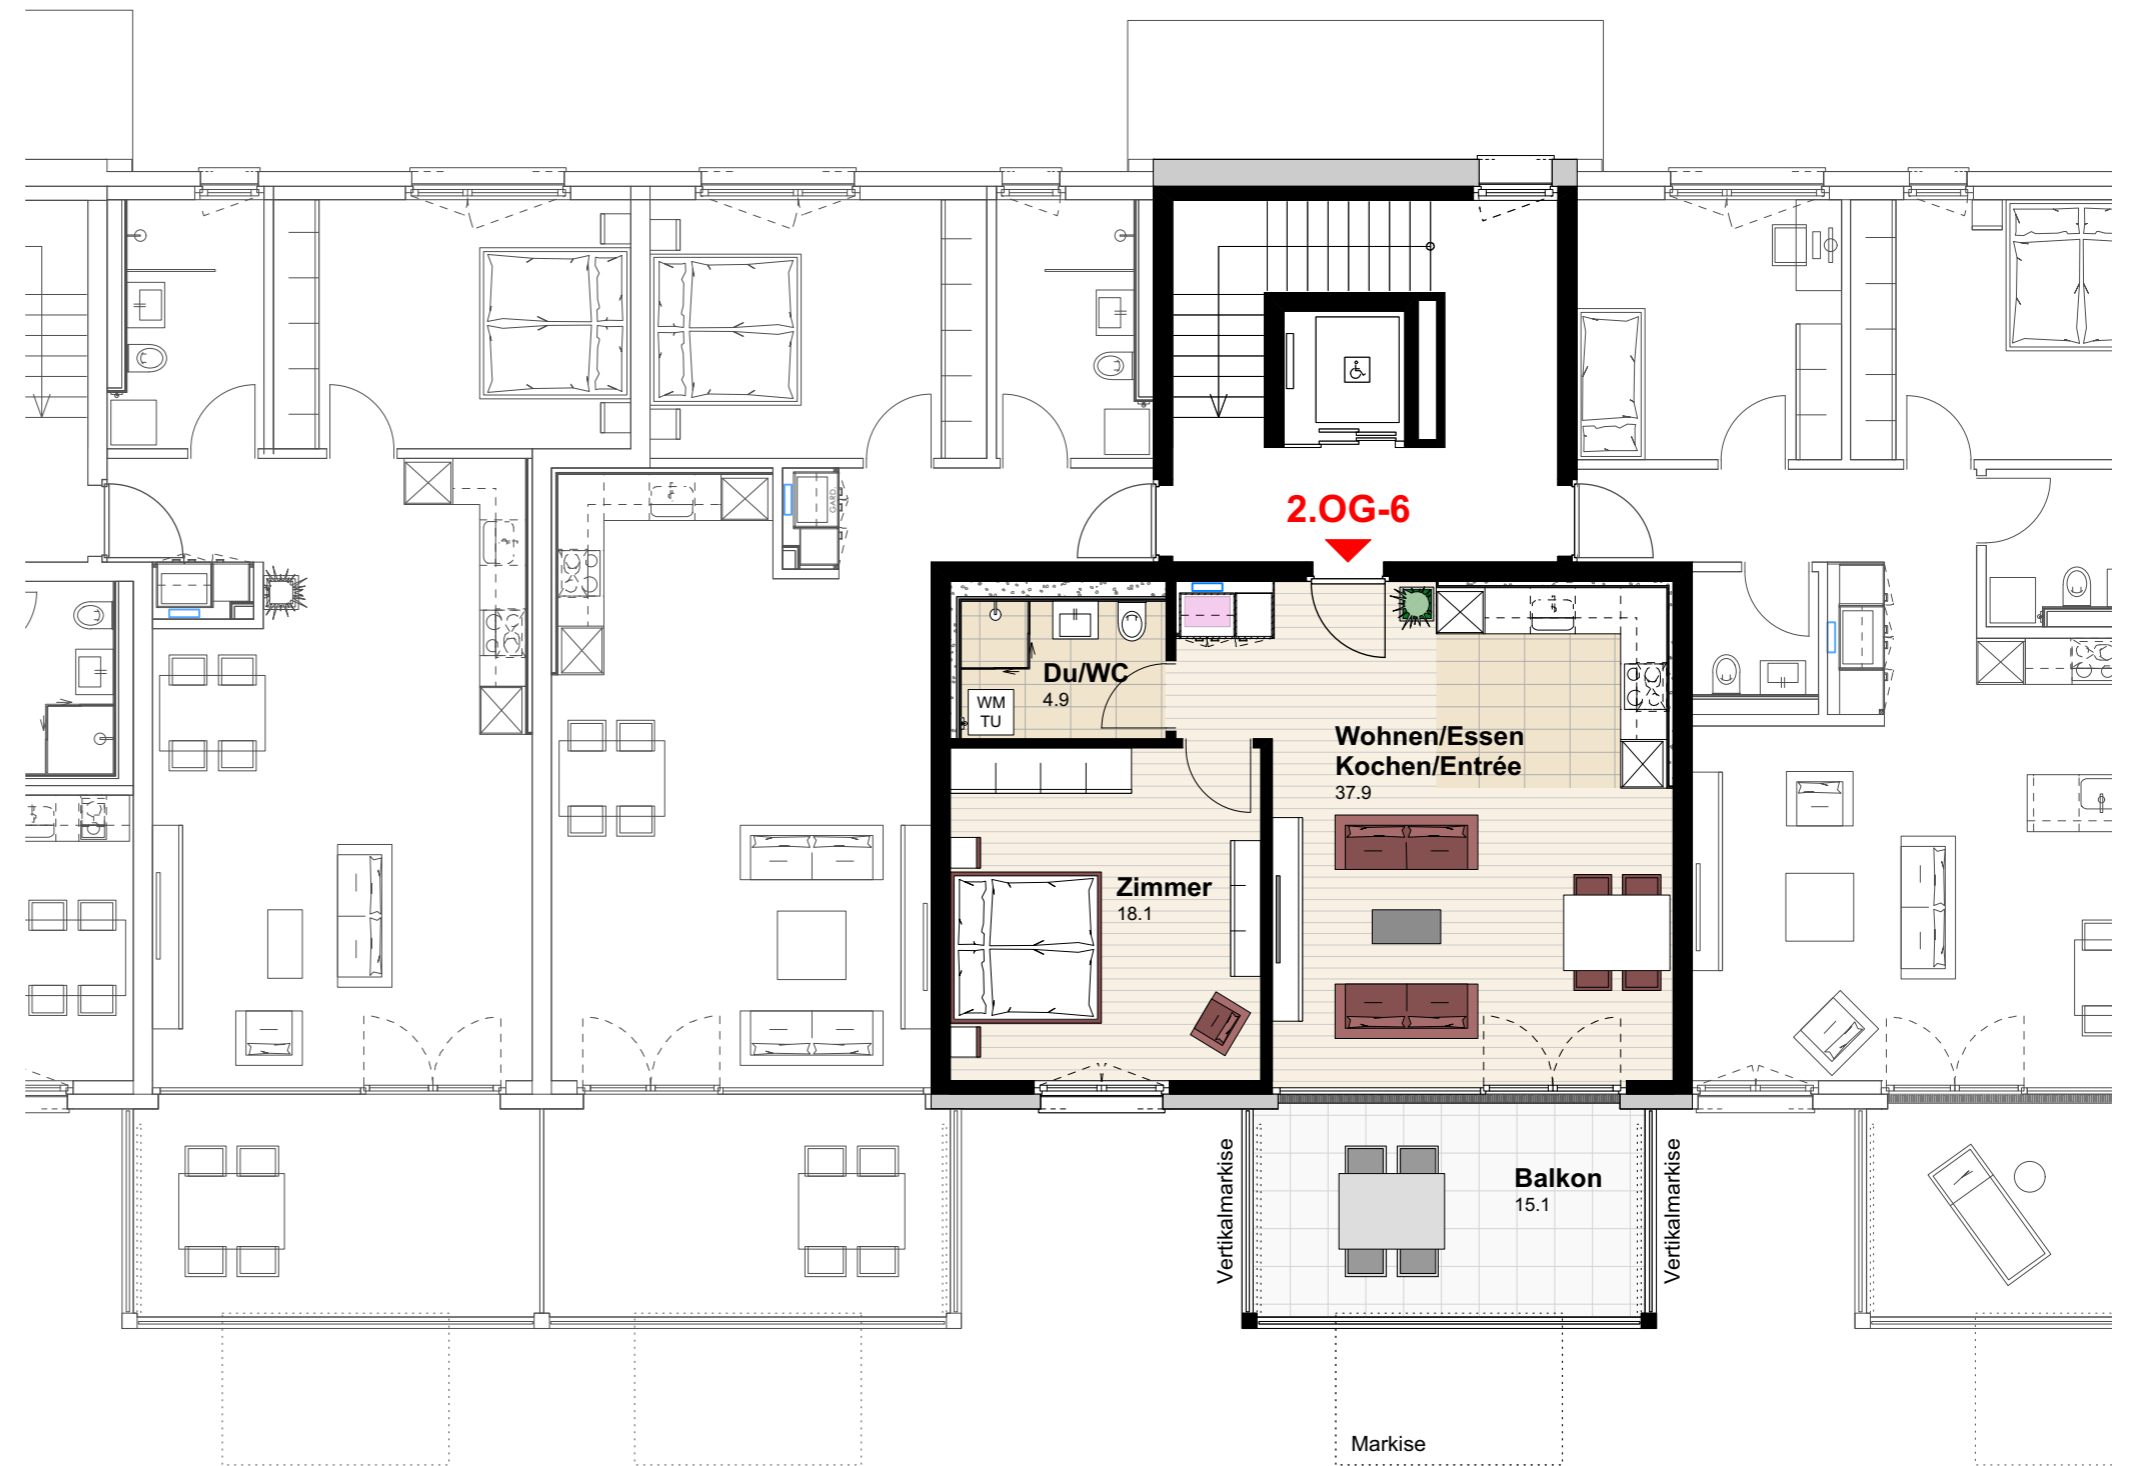 GARD
2.OG-6
Du/WC
4.9
WM
TU
Wohnen/Essen
Kochen/Entrée
37.9
Zimmer
18.1
Vertikalmarkise
Balkon
15.1
Vertikalmarkise
Markise